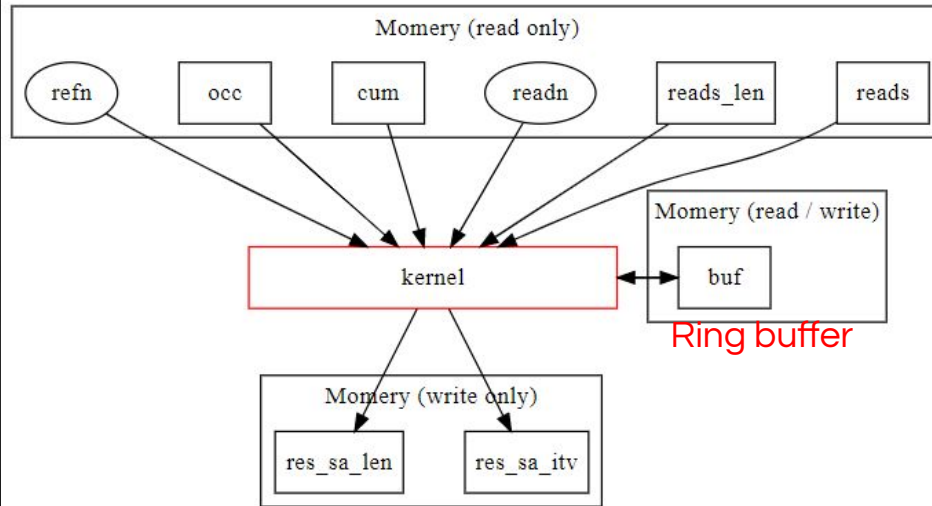 Momery (read only)
refn occ cum readn reads_len reads
Momery (read / write)
kernel buf
Ring buffer
Momery (write only)
res_sa_len res_sa_itv